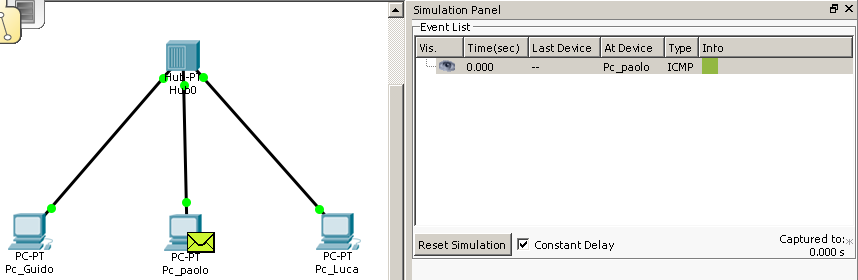 Simulation Panel
Event List
Vis. Time(sec) Last Device At Device Type Info
0.000 -- Pc_paolo ICMP
Reset Simulation Constant Delay Captured to:
0.000 s
Hub-PT
Hub0
PC-PT
Pc_Guido
PC-PT
Pc_paolo
PC-PT
Pc_Luca